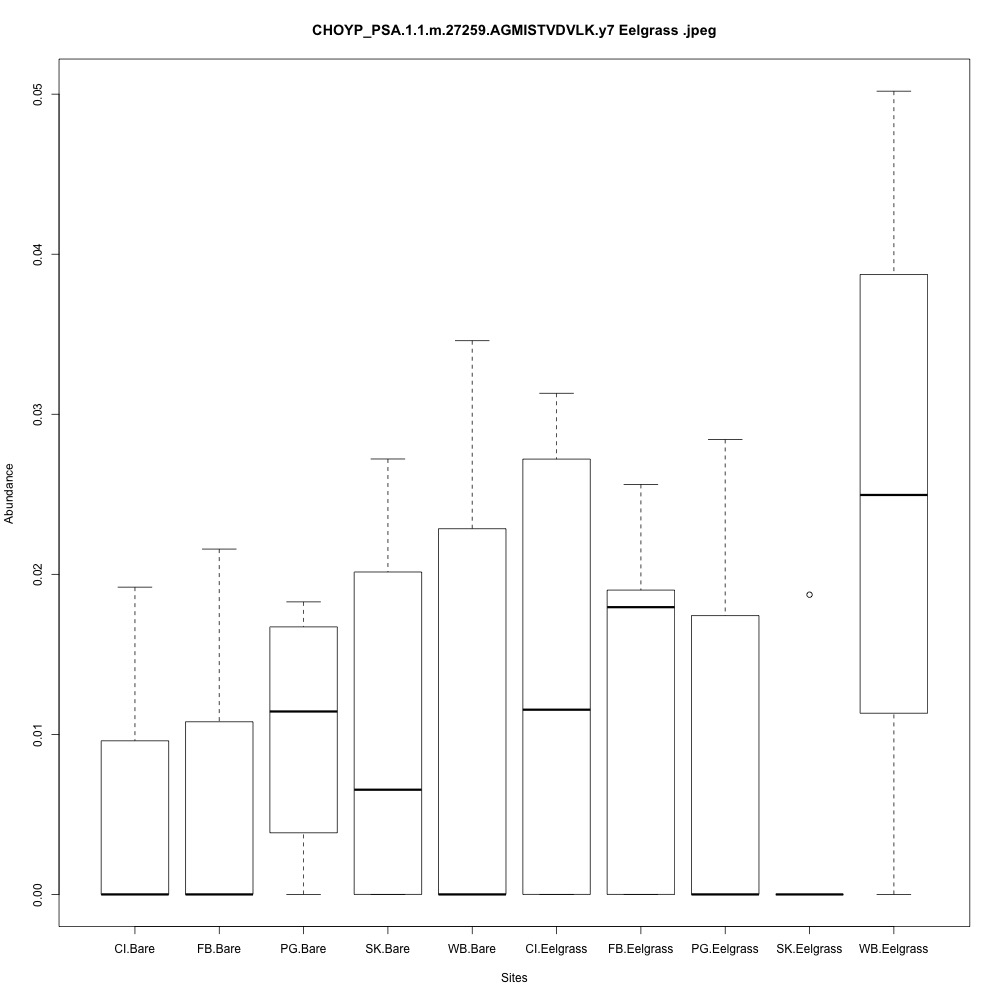 CHOYP_PSA.1.1.m.27259.AGMISTVDVLK.y7 Eelgrass .jpeg
Abundance
0.05
0.04
0.03
0.02
0.01
0.00
CI.Bare FB.Bare PG.Bare SK.Bare WB.Bare CI.Eelgrass FB.Eelgrass PG.Eelgrass SK.Eelgrass WB.Eelgrass
Sites